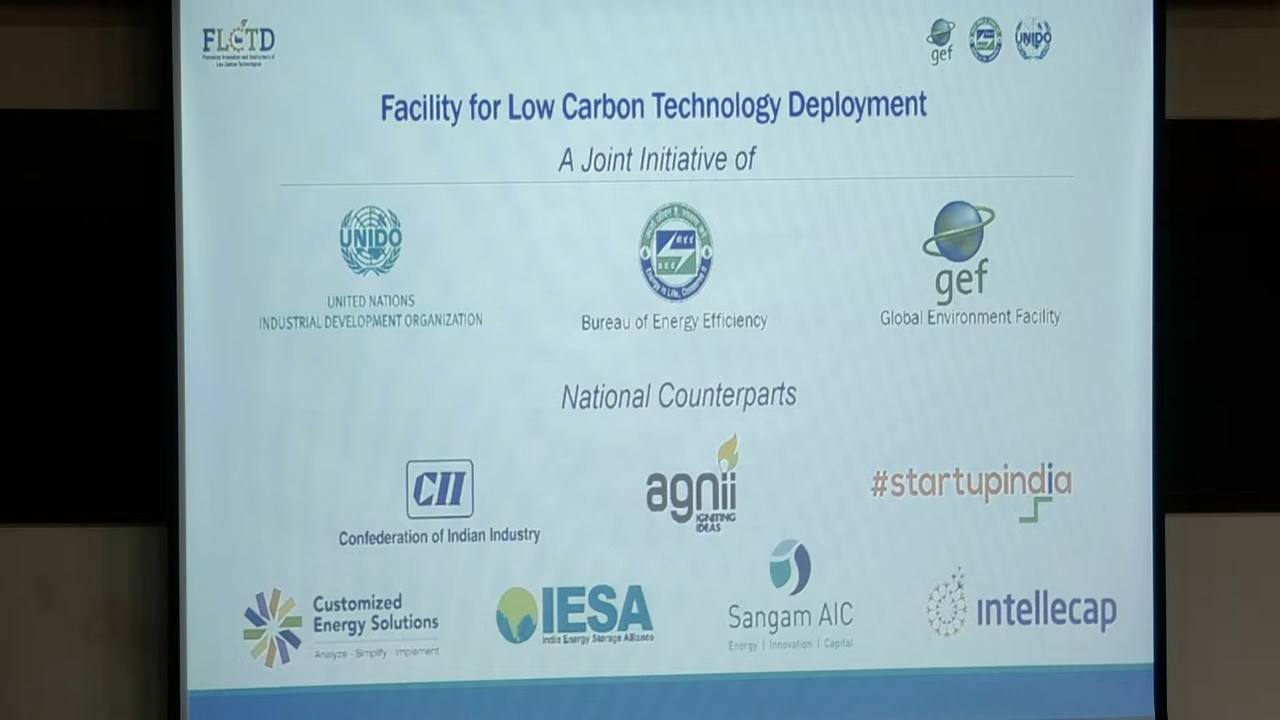 FLCTD
gef
UNIDO
Facility for Low Carbon Technology Deployment
A Joint Initiative of
UNIDO
gef
UNITED NATIONS
INDUSTRIAL DEVELOPMENT ORGANIZATION
Bureau of Energy Efficiency
Global Environment Facility
National Counterparts
CII
Confederation of Indian Industry
agnii
IGNITING
IDEAS
#startupindia
Customized
Energy Solutions
Analyze · Simplify · Implement
IESA
India Energy Storage Alliance
Sangam AIC
Energy | Innovation | Capital
intellecap